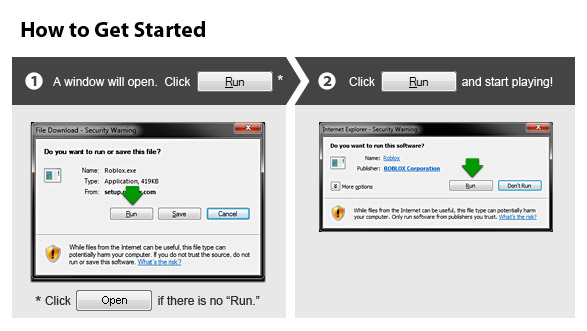 How to Get Started
1 A window will open. Click Run *
2 Click Run and start playing!
File Download - Security Warning
Do you want to run or save this file?
Name: Roblox.exe
Type: Application, 419KB
From:
Run Save Cancel
While files from the Internet can be useful, this file type can
potentially harm your computer. If you do not trust the source, do not
run or save this software. What's the risk?
* Click Open if there is no “Run.”
Internet Explorer - Security Warning
Do you want to run this software?
Name: Roblox
Publisher: ROBLOX Corporation
More options
Run Don't Run
While files from the Internet can be useful, this file type can potentially harm
your computer. Only run software from publishers you trust. What's the risk?